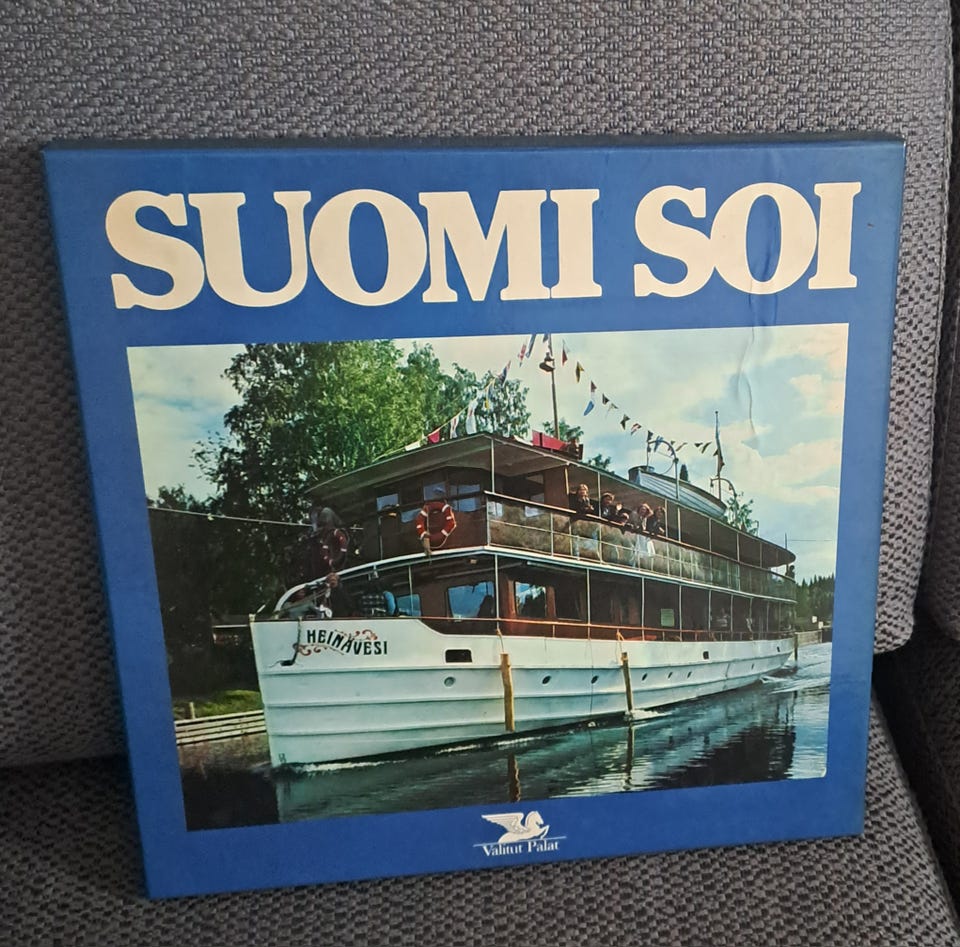 SUOMI SOI
HEINÄVESI
Valitut Palat